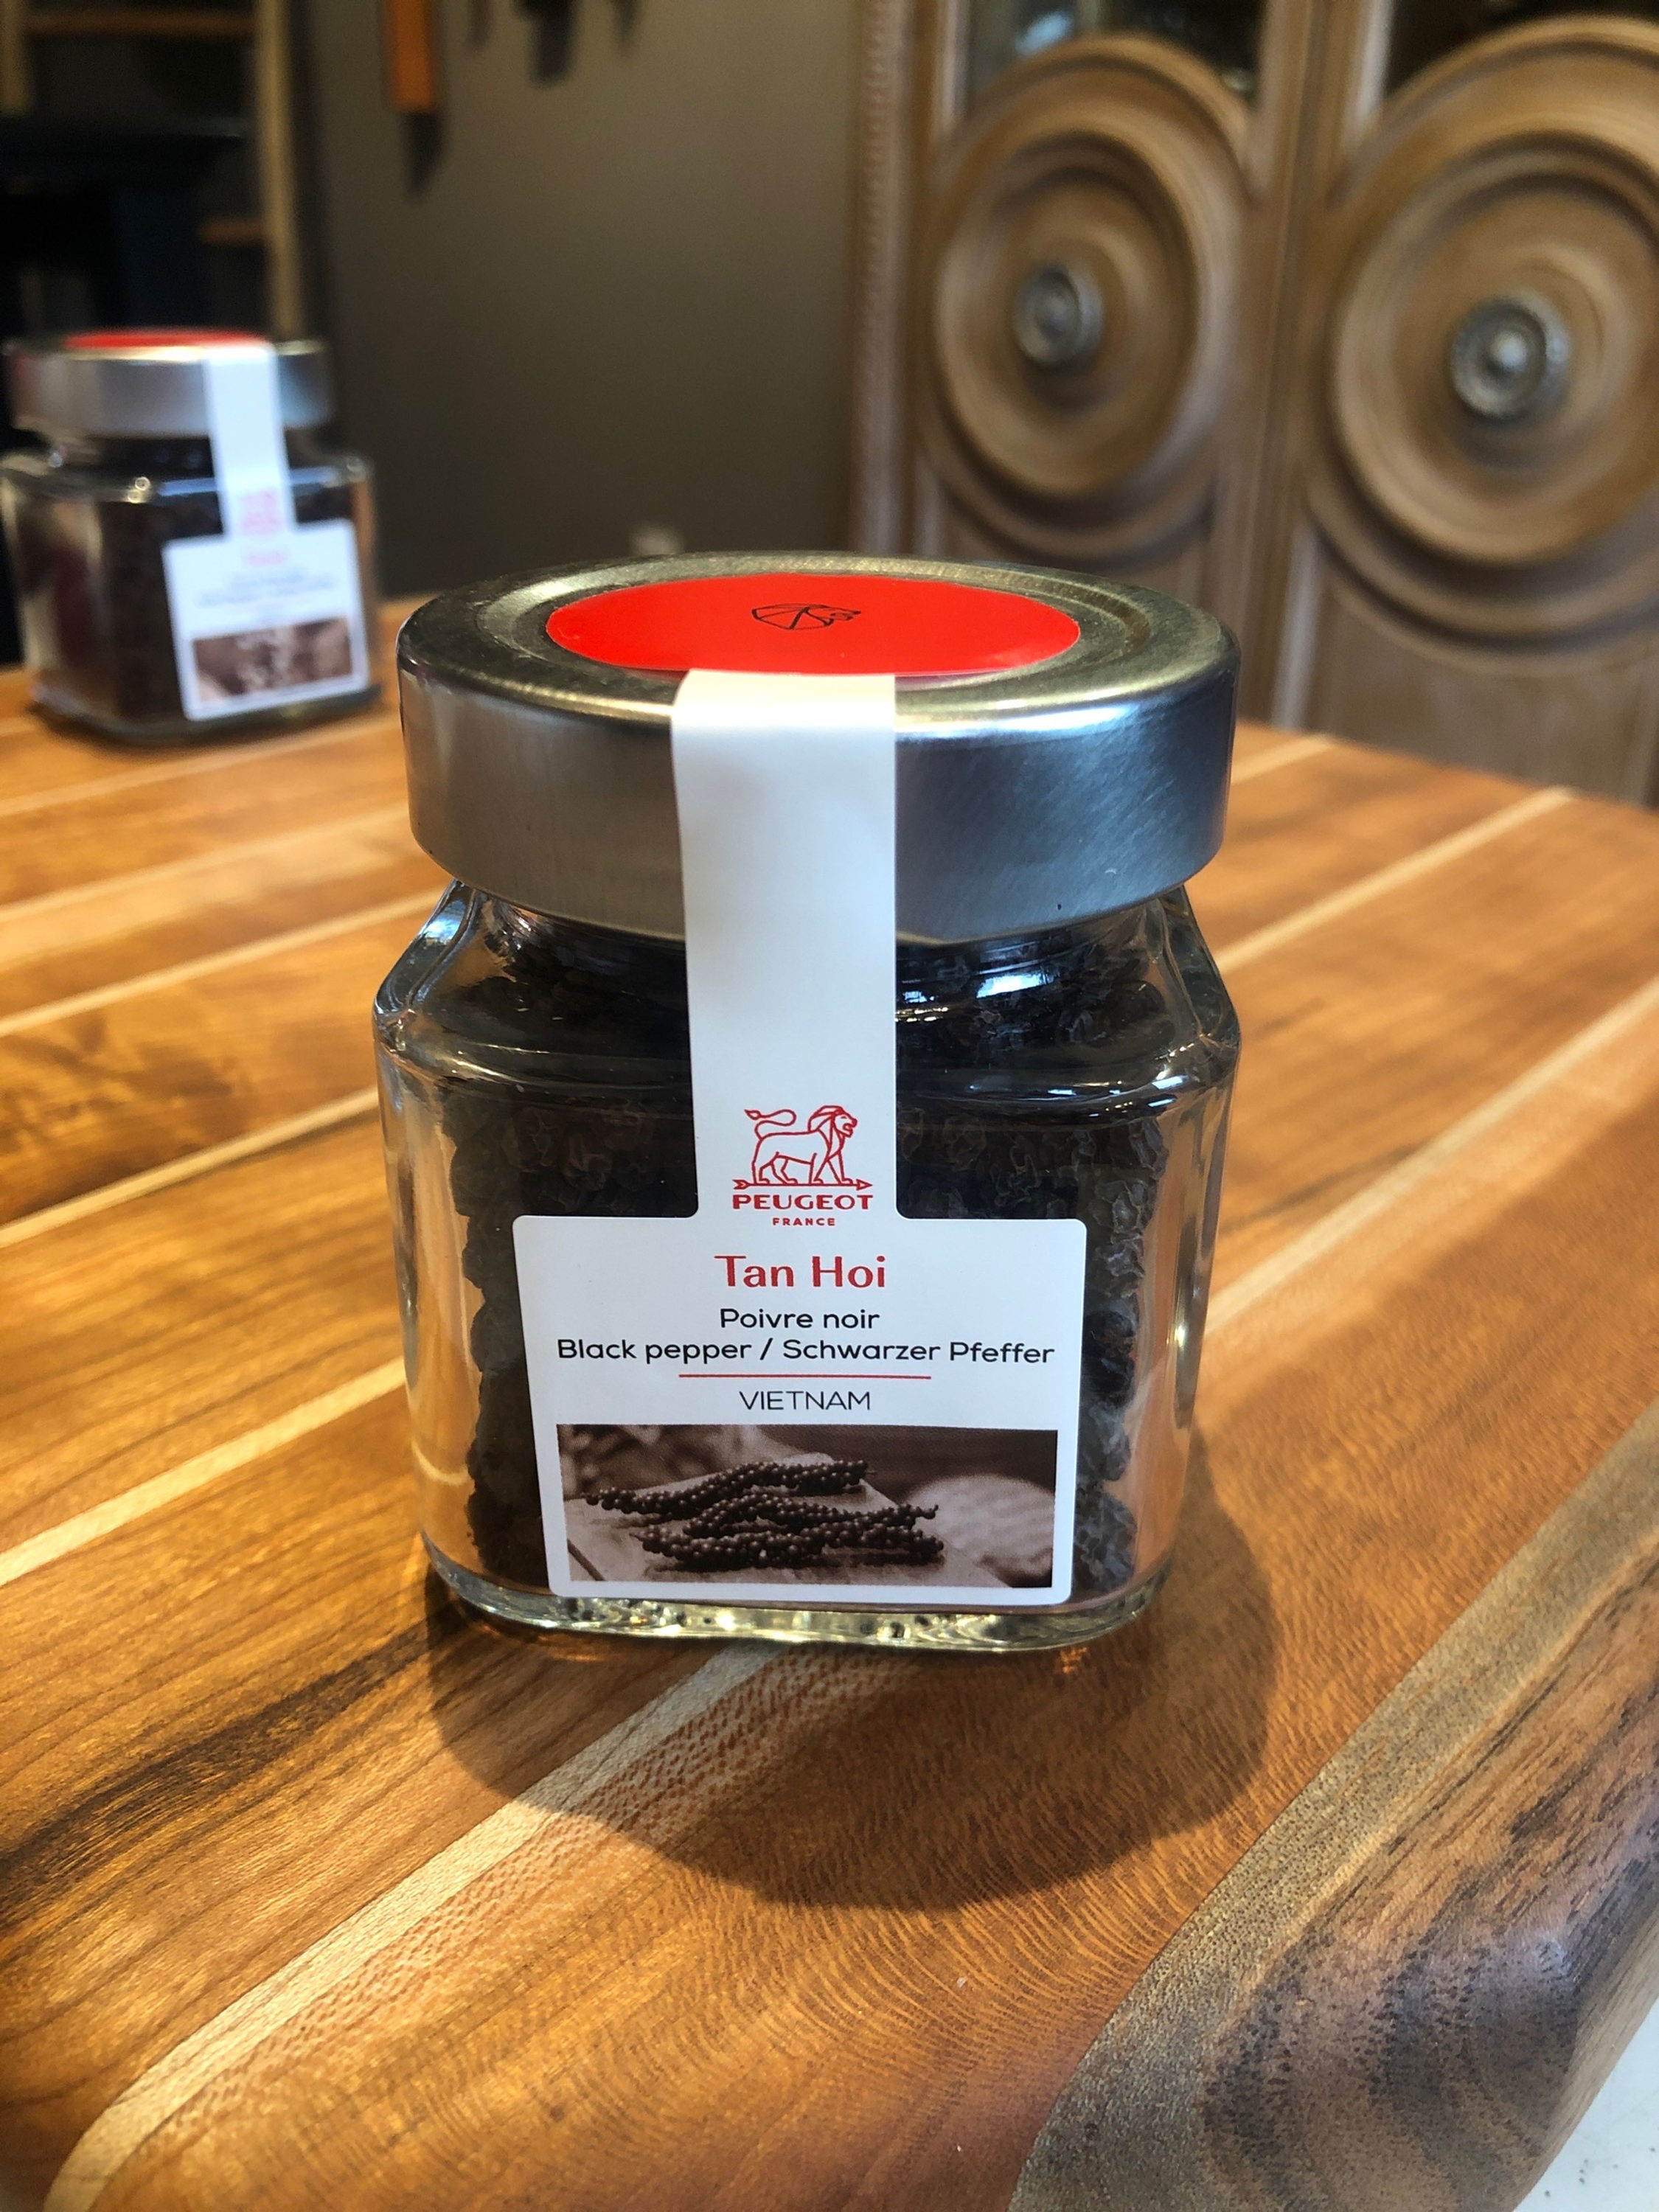 PEUGEOT
FRANCE
Tan Hoi
Poivre noir
Black pepper / Schwarzer Pfeffer
VIETNAM